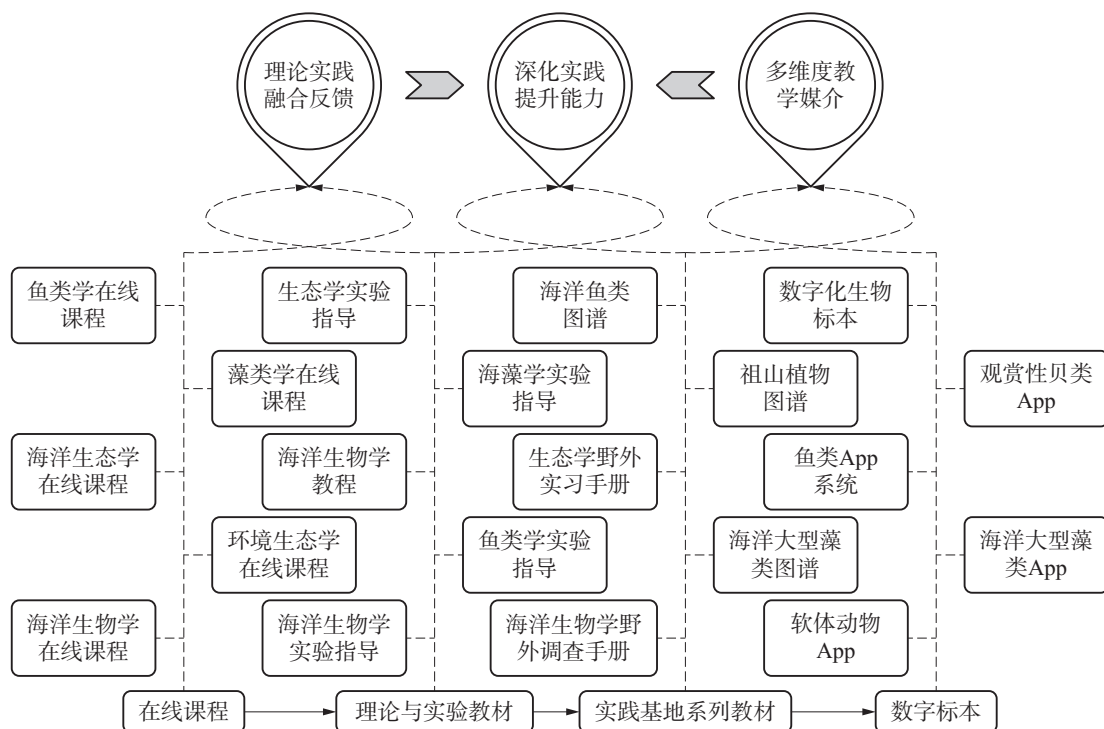 理论实践
融合反馈
深化实践
提升能力
多维度教
学媒介
鱼类学在线
课程
生态学实验
指导
海洋鱼类
图谱
数字化生物
标本
藻类学在线
课程
海藻学实验
指导
祖山植物
图谱
观赏性贝类
App
海洋生态学
在线课程
海洋生物学
教程
生态学野外
实习手册
鱼类App
系统
环境生态学
在线课程
鱼类学实验
指导
海洋大型藻
类图谱
海洋大型藻
类App
海洋生物学
在线课程
海洋生物学
实验指导
海洋生物学野
外调查手册
软体动物
App
在线课程
理论与实验教材
实践基地系列教材
数字标本